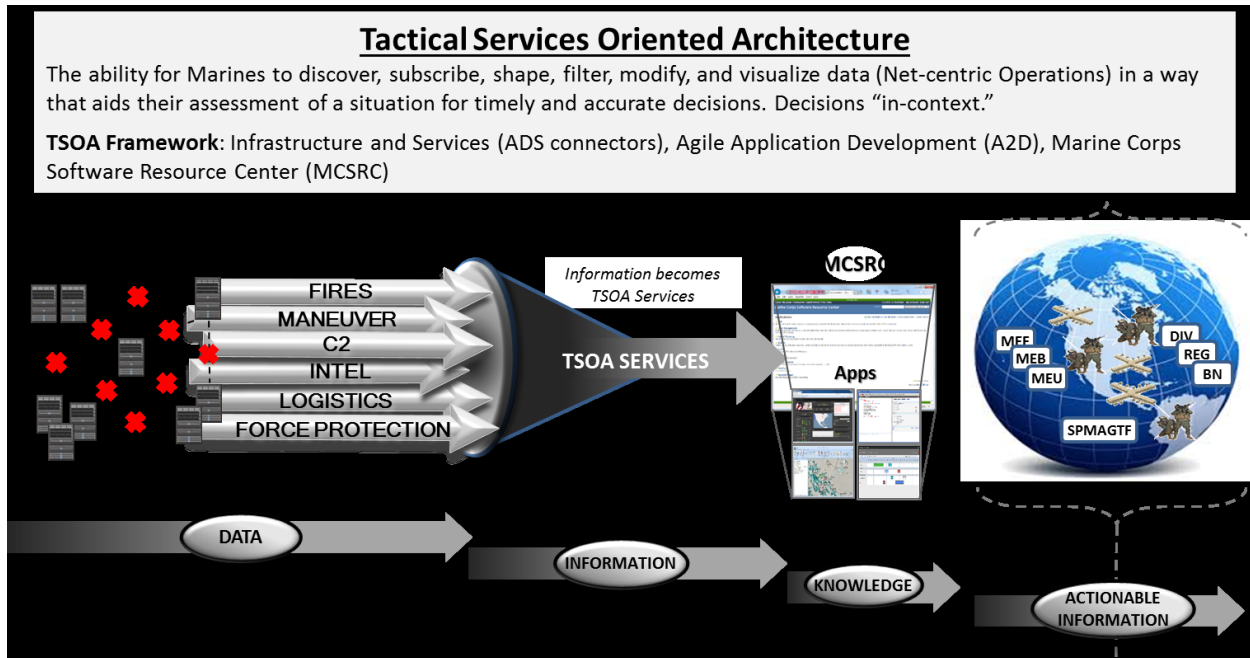 Tactical Services Oriented Architecture
The ability for Marines to discover, subscribe, shape, filter, modify, and visualize data (Net-centric Operations) in a way
that aids their assessment of a situation for timely and accurate decisions. Decisions “in-context.”
TSOA Framework: Infrastructure and Services (ADS connectors), Agile Application Development (A2D), Marine Corps
Software Resource Center (MCSRC)
FIRES
MANEUVER
C2
INTEL
LOGISTICS
FORCE PROTECTION
Information becomes
TSOA Services
TSOA SERVICES
MCSRC
Apps
MEF
MEB
MEU
DIV
REG
BN
SPMAGTF
DATA
INFORMATION
KNOWLEDGE
ACTIONABLE
INFORMATION